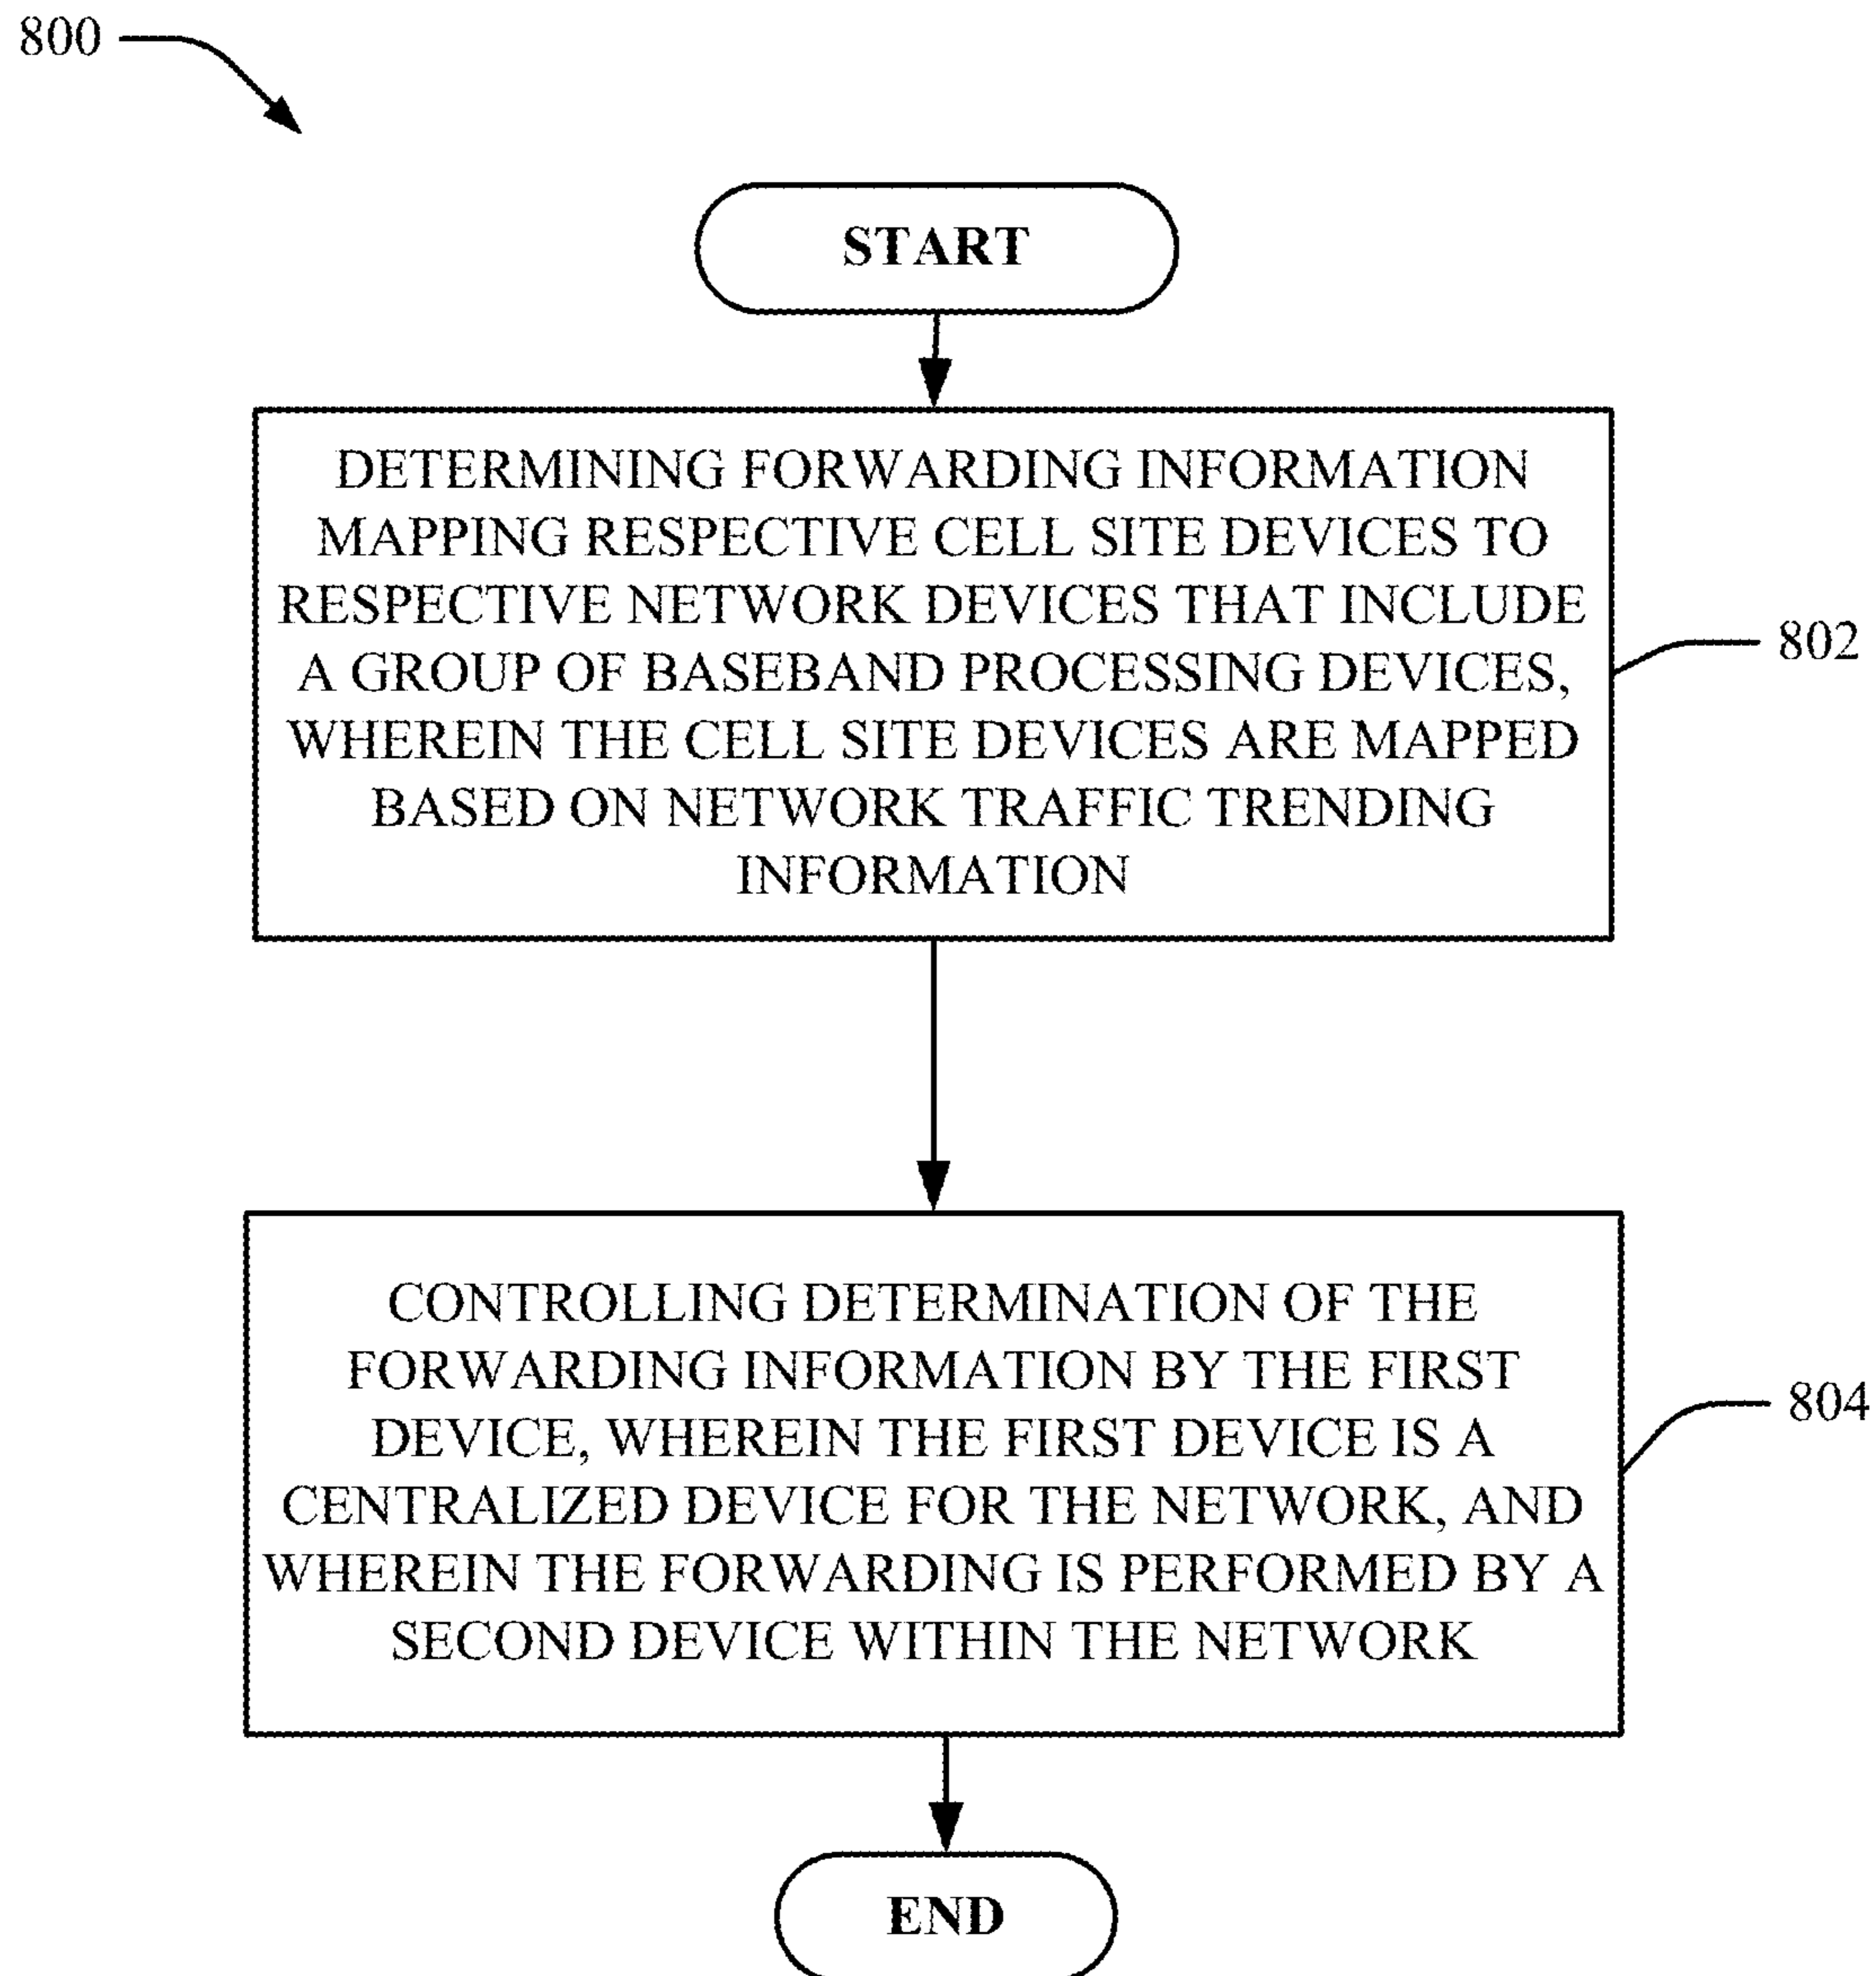 800
START
DETERMINING FORWARDING INFORMATION
MAPPING RESPECTIVE CELL SITE DEVICES TO
RESPECTIVE NETWORK DEVICES THAT INCLUDE
A GROUP OF BASEBAND PROCESSING DEVICES,
WHEREIN THE CELL SITE DEVICES ARE MAPPED
BASED ON NETWORK TRAFFIC TRENDING
INFORMATION
802
CONTROLLING DETERMINATION OF THE
FORWARDING INFORMATION BY THE FIRST
DEVICE, WHEREIN THE FIRST DEVICE IS A
CENTRALIZED DEVICE FOR THE NETWORK, AND
WHEREIN THE FORWARDING IS PERFORMED BY A
SECOND DEVICE WITHIN THE NETWORK
804
END